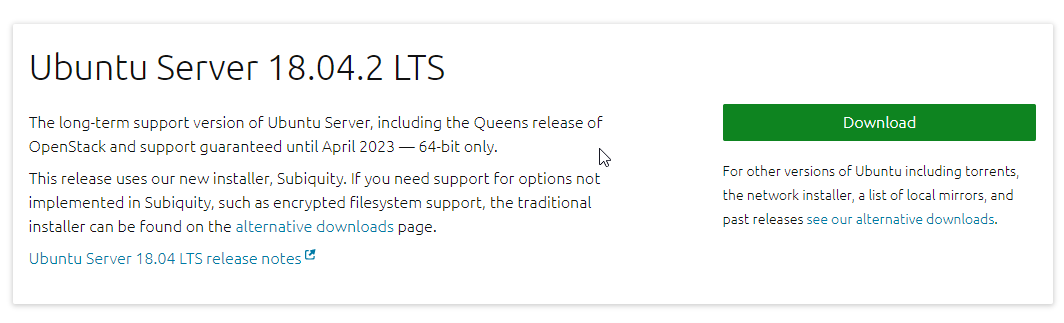 Ubuntu Server 18.04.2 LTS
The long-term support version of Ubuntu Server, including the Queens release of
OpenStack and support guaranteed until April 2023 — 64-bit only.
This release uses our new installer, Subiquity. If you need support for options not
implemented in Subiquity, such as encrypted filesystem support, the traditional
installer can be found on the alternative downloads page.
Ubuntu Server 18.04 LTS release notes
Download
For other versions of Ubuntu including torrents,
the network installer, a list of local mirrors, and
past releases see our alternative downloads.